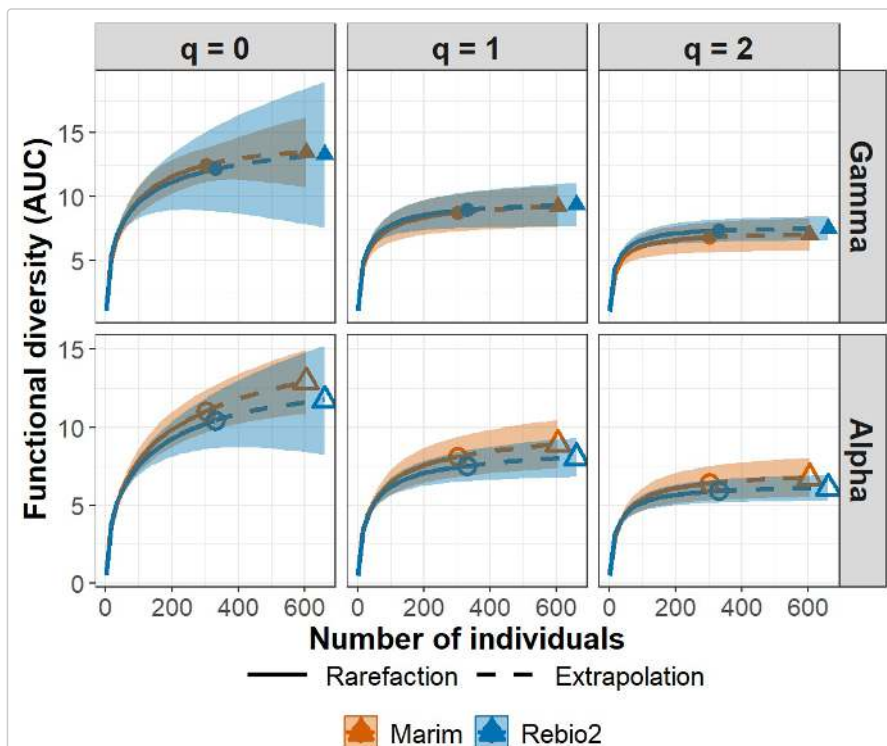 q = 0
q = 1
q = 2
Functional diversity (AUC)
15
10
5
Gamma
15
10
5
0
Alpha
0 200 400 600
0 200 400 600
0 200 400 600
Number of individuals
Rarefaction
Extrapolation
Marim
Rebio2